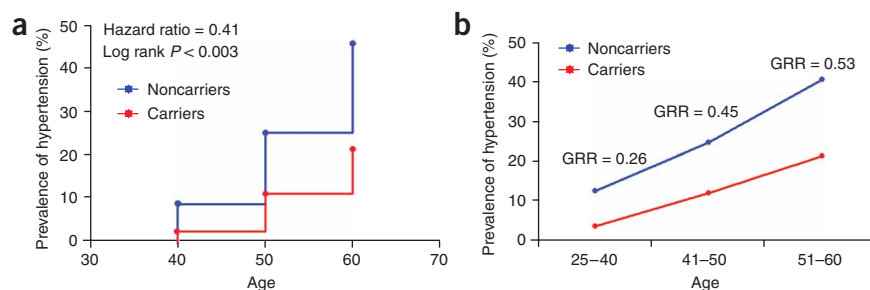 a
Hazard ratio = 0.41
Log rank P < 0.003
Noncarriers
Carriers
Prevalence of hypertension (%)
50
40
30
20
10
0
30
40
50
60
70
Age
b
Noncarriers
Carriers
GRR = 0.26
GRR = 0.45
GRR = 0.53
Prevalence of hypertension (%)
50
40
30
20
10
0
25–40
41–50
51–60
Age